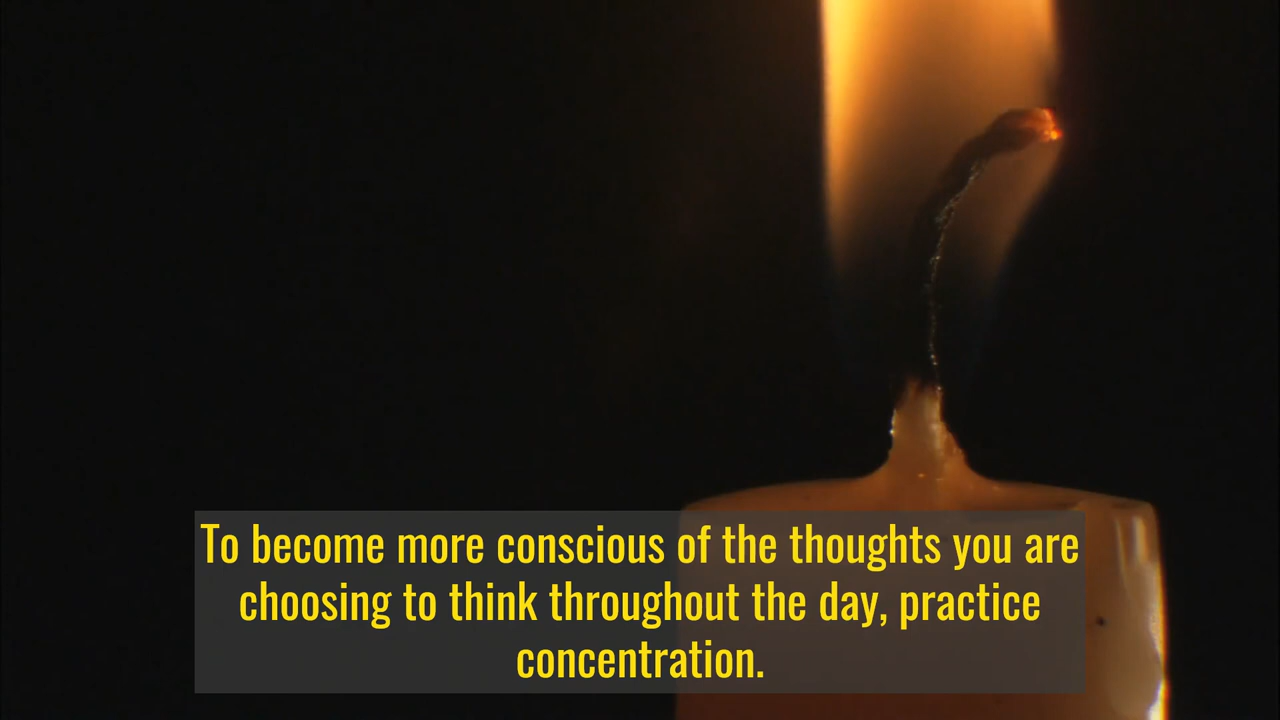 To become more conscious of the thoughts you are
choosing to think throughout the day, practice
concentration.